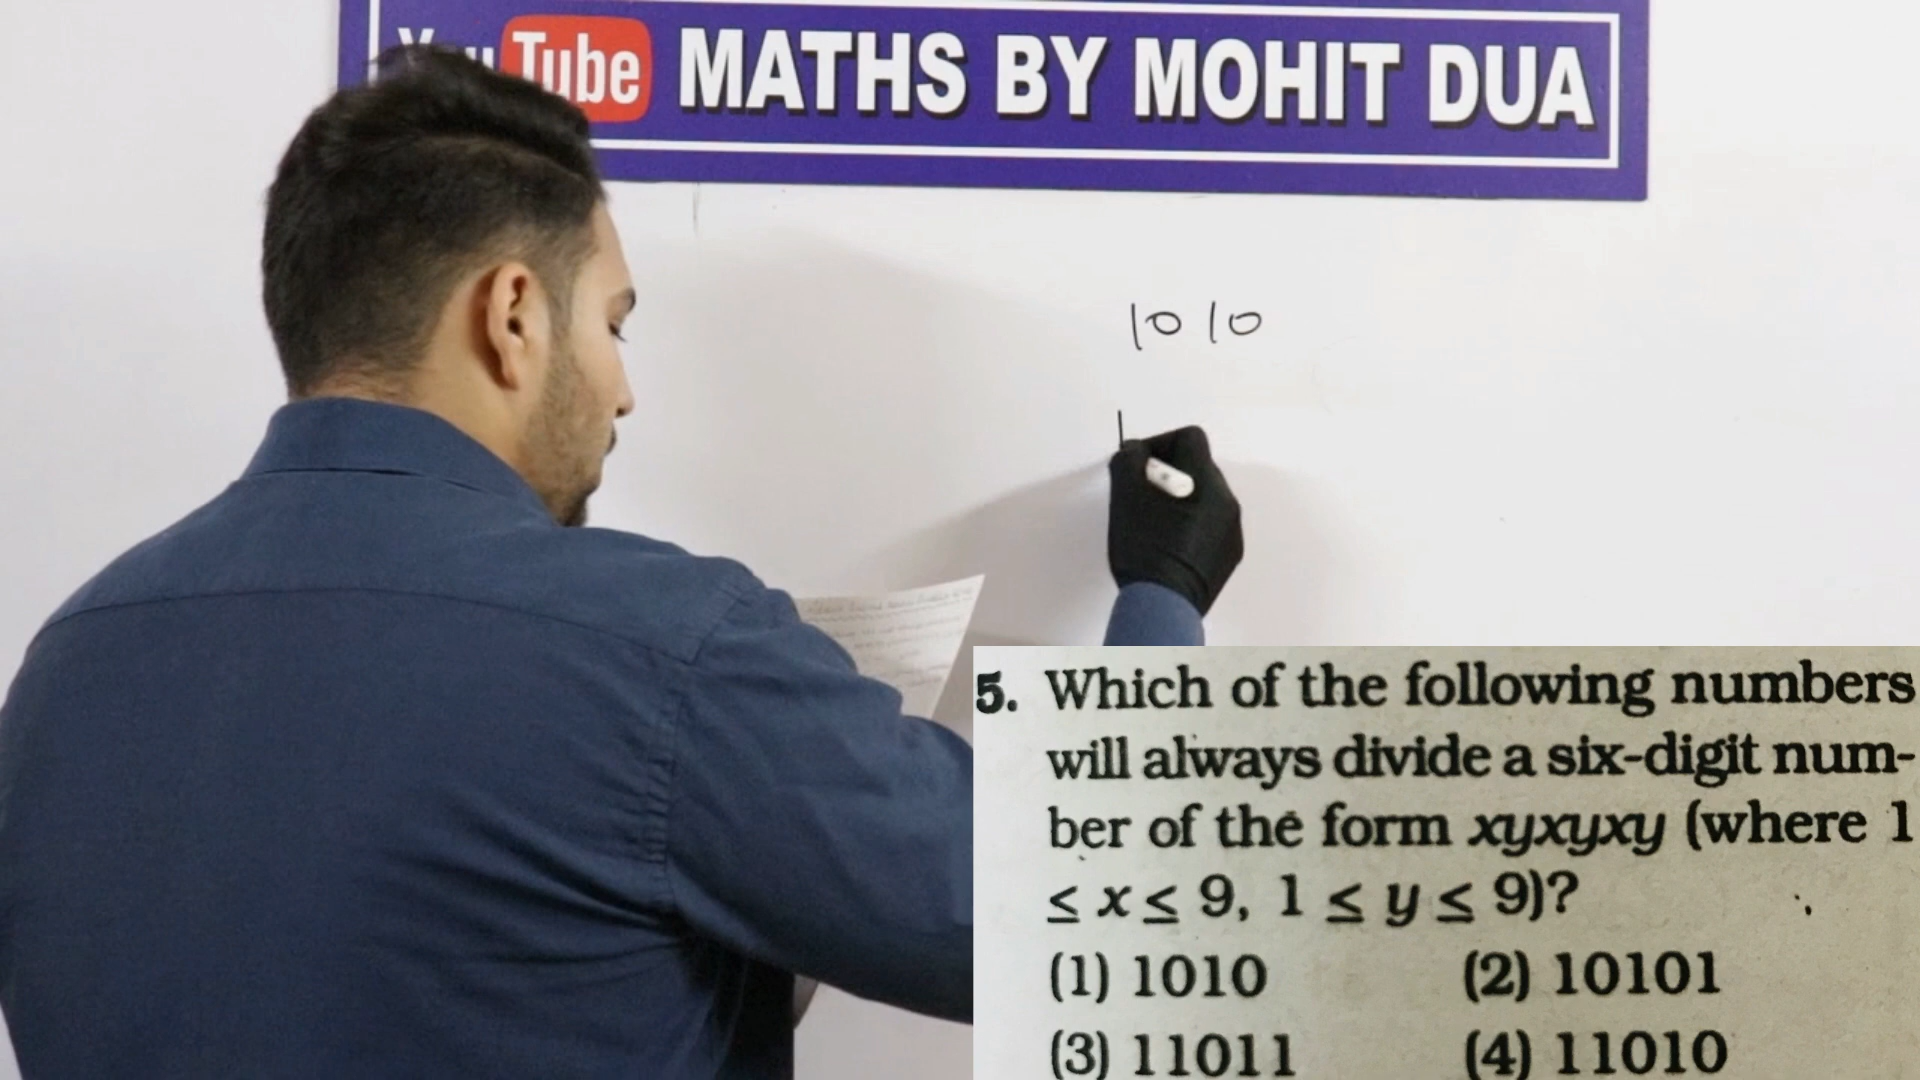 YouTube MATHS BY MOHIT DUA
1010
5. Which of the following numbers
will always divide a six-digit num-
ber of the form xyxyxy (where 1
≤ x ≤ 9, 1 ≤ y ≤ 9)?
(1) 1010 (2) 10101
(3) 11011 (4) 11010